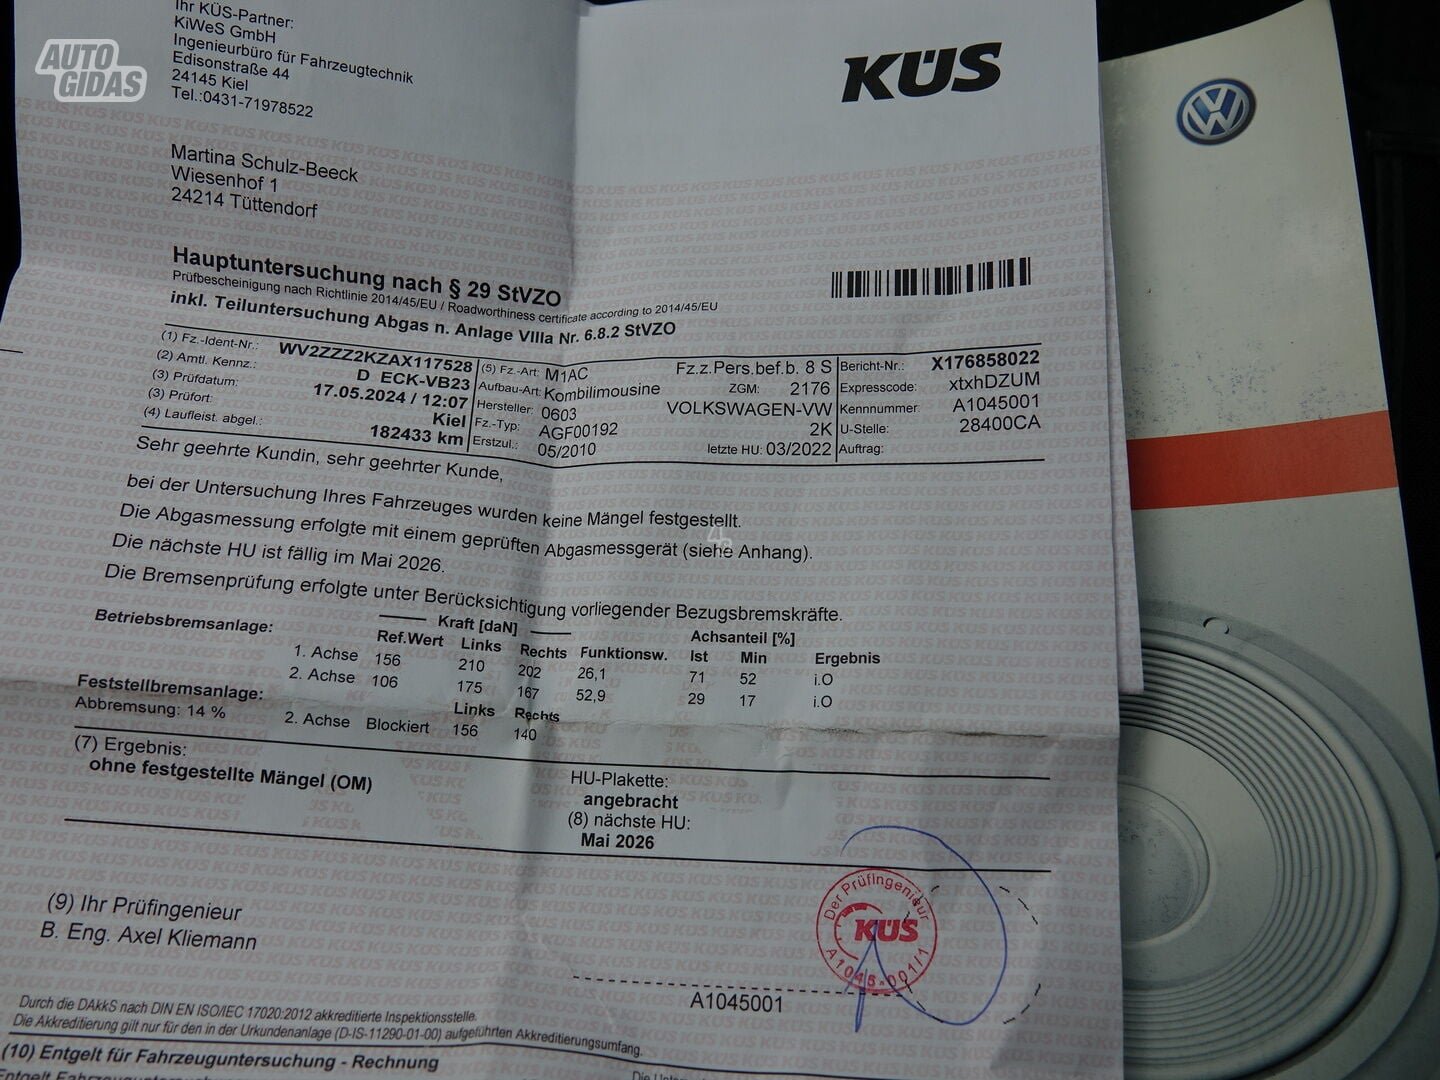 AUTO
GIDAS
Ihr KÜS-Partner:
KiWeS GmbH
Ingenieurbüro für Fahrzeugtechnik
Edisonstraße 44
24145 Kiel
Tel.:0431-71978522
KÜS
Martina Schulz-Beeck
Wiesenhof 1
24214 Tüttendorf
Hauptuntersuchung nach § 29 StVZO
Prüfbescheinigung nach Richtlinie 2014/45/EU / Roadworthiness certificate according to 2014/45/EU
inkl. Teiluntersuchung Abgas n. Anlage VIIIa Nr. 6.8.2 StVZO
(1) Fz.-Ident-Nr.: WV2ZZZ2KZAX117528 (5) Fz.-Art: M1AC Fz.z.Pers.bef.b. 8 S Bericht-Nr.: X176858022
(2) Amtl. Kennz.: D ECK-VB23 Aufbau-Art: Kombilimousine ZGM: 2176 Expresscode: xtxhDZUM
(3) Prüfdatum: 17.05.2024 / 12:07 Hersteller: 0603 VOLKSWAGEN-VW Kennnummer: A1045001
(3) Prüfort: Kiel Fz.-Typ: AGF00192 2K U-Stelle: 28400CA
(4) Laufleist. abgel.: 182433 km Erstzul.: 05/2010 letzte HU: 03/2022 Auftrag:
Sehr geehrte Kundin, sehr geehrter Kunde,
bei der Untersuchung Ihres Fahrzeuges wurden keine Mängel festgestellt.
Die Abgasmessung erfolgte mit einem geprüften Abgasmessgerät (siehe Anhang).
Die nächste HU ist fällig im Mai 2026.
Die Bremsenprüfung erfolgte unter Berücksichtigung vorliegender Bezugsbremskräfte.
Betriebsbremsanlage: Kraft [daN] Achsanteil [%]
Ref.Wert Links Rechts Funktionsw. Ist Min Ergebnis
1. Achse 156 210 202 26,1 71 52 i.O
2. Achse 106 175 167 52,9 29 17 i.O
Feststellbremsanlage: Links Rechts
Abbremsung: 14 % 2. Achse Blockiert 156 140
(7) Ergebnis:
ohne festgestellte Mängel (OM)
HU-Plakette:
angebracht
(8) nächste HU:
Mai 2026
(9) Ihr Prüfingenieur
B. Eng. Axel Kliemann
Der Prüfingenieur
KÜS
A1045-001/1
A1045001
Durch die DAkkS nach DIN EN ISO/IEC 17020:2012 akkreditierte Inspektionsstelle.
Die Akkreditierung gilt nur für den in der Urkundenanlage (D-IS-11290-01-00) aufgeführten Akkreditierungsumfang.
(10) Entgelt für Fahrzeuguntersuchung - Rechnung
VW